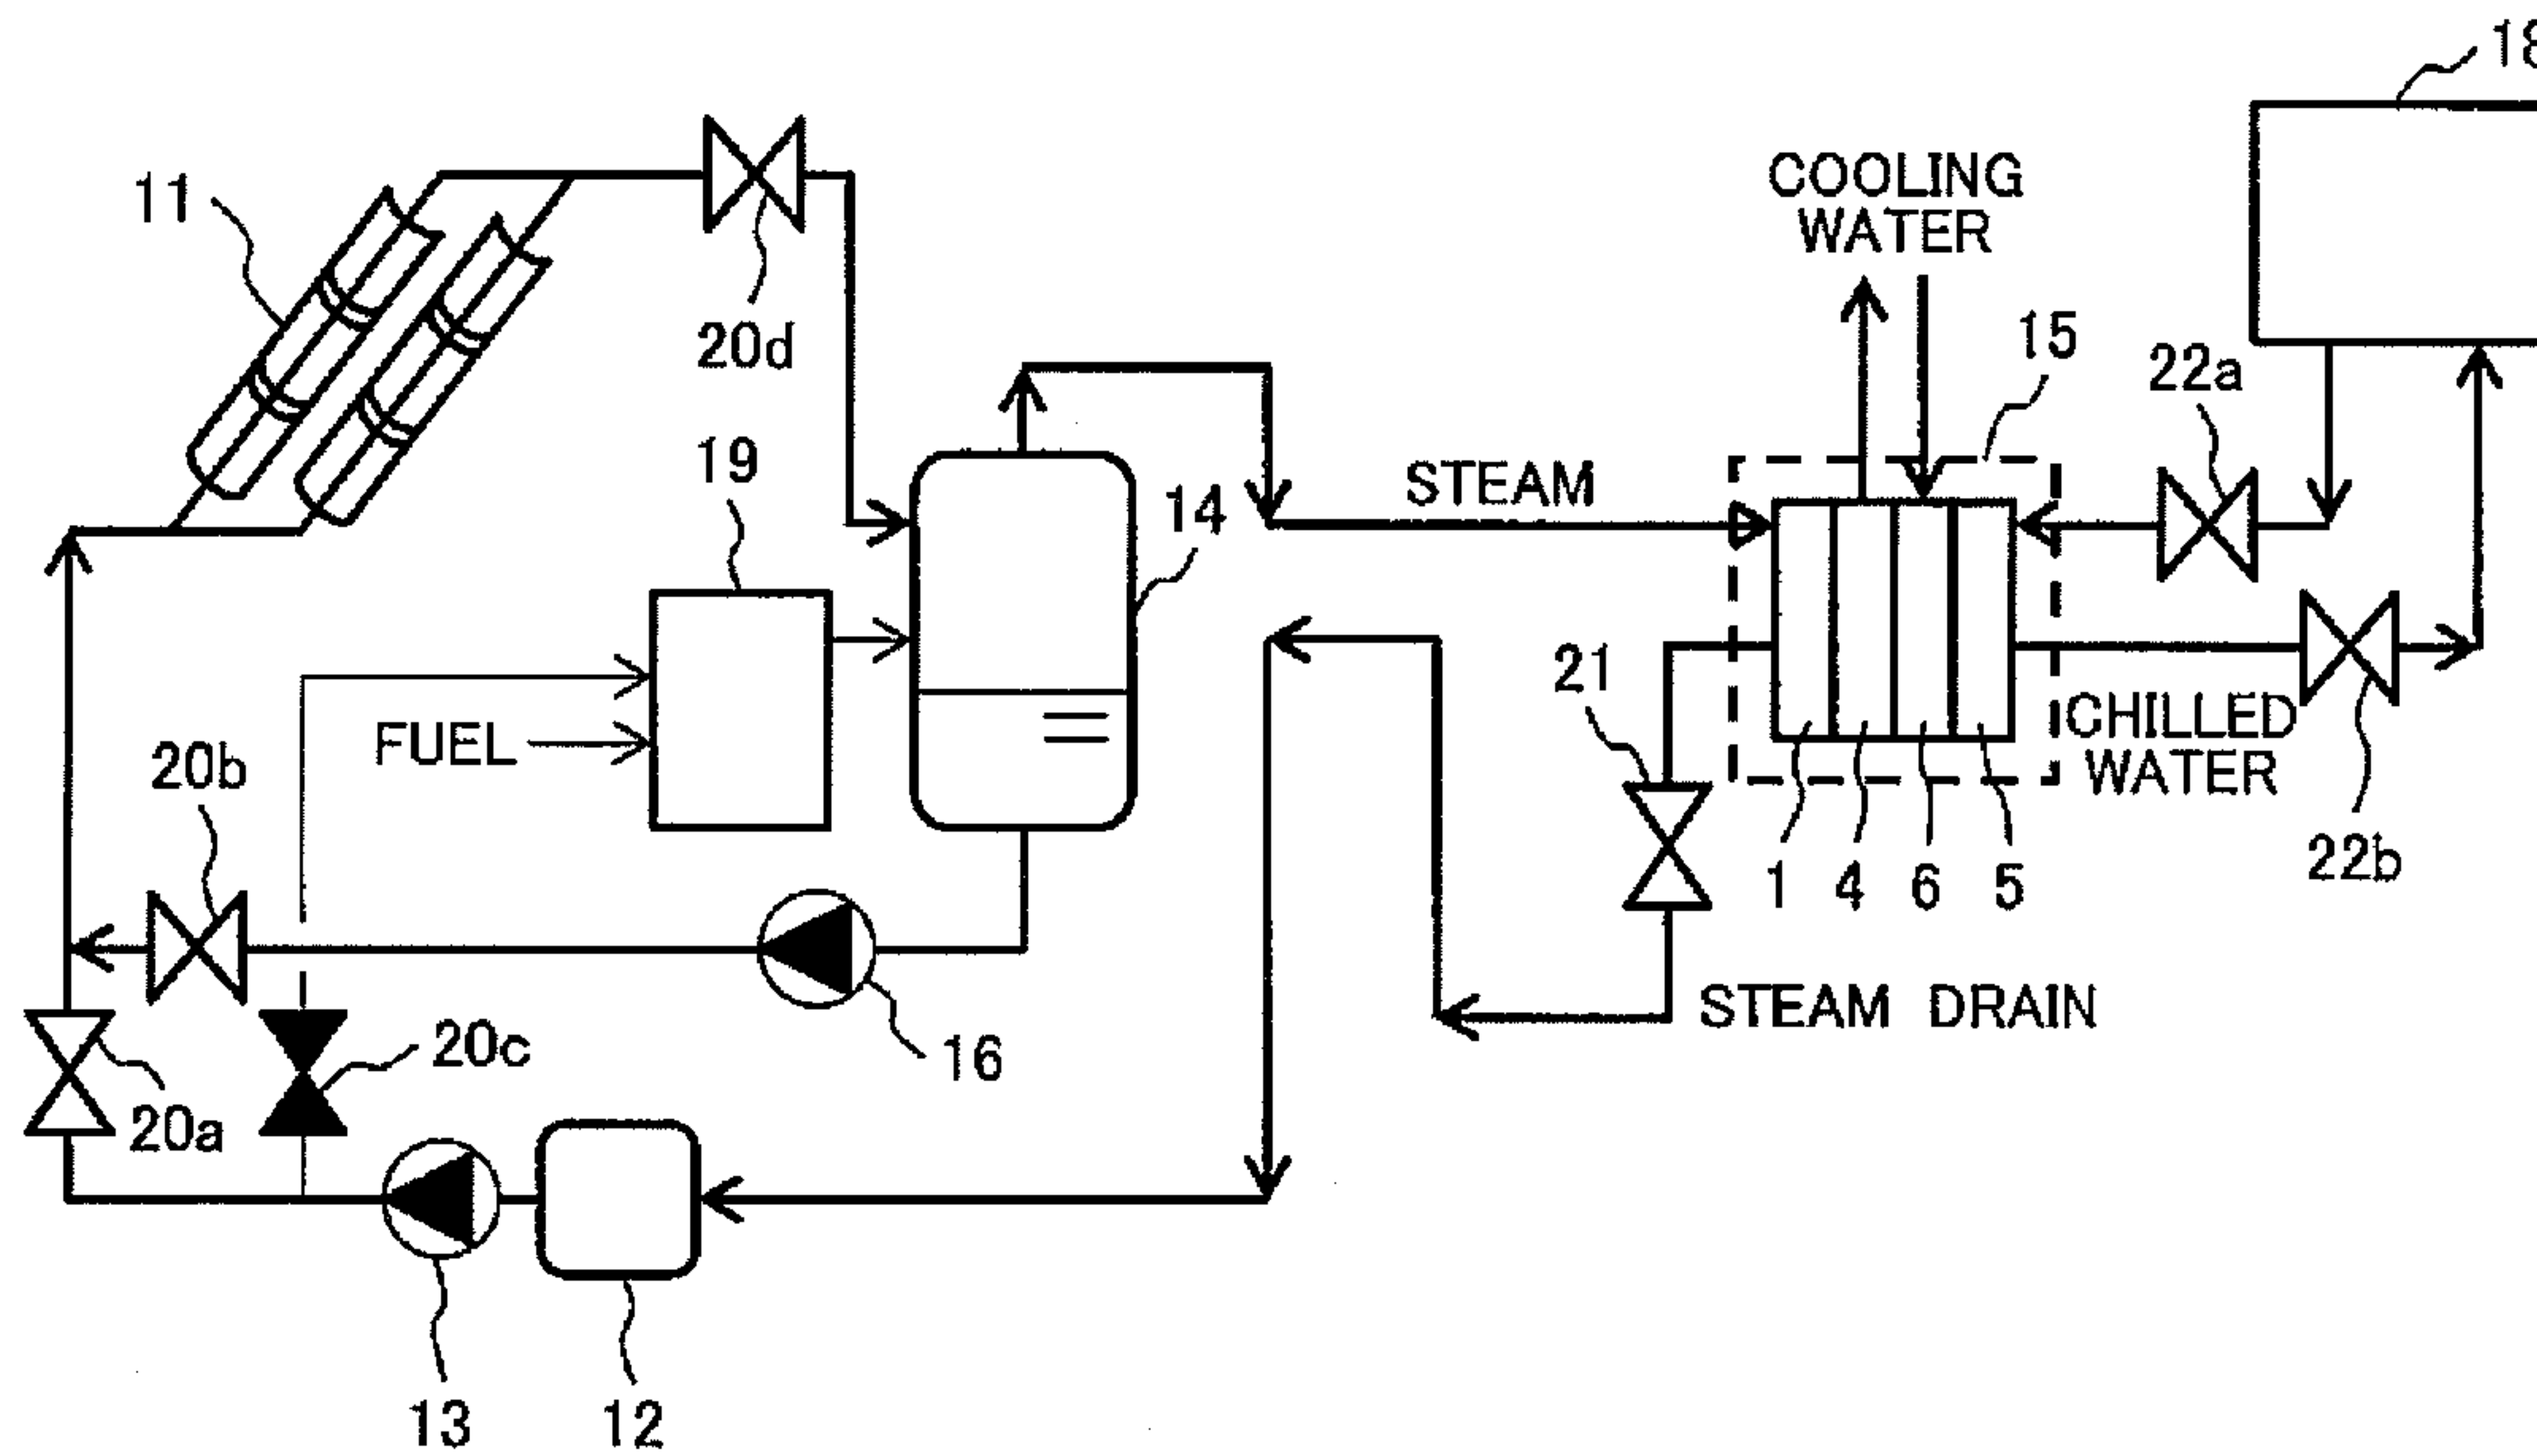 18
COOLING
WATER
11
20d
15
22a
19
STEAM
14
21
FUEL
20b
CHILLED
WATER
22b
1
4
6
5
STEAM DRAIN
20c
16
20a
13
12